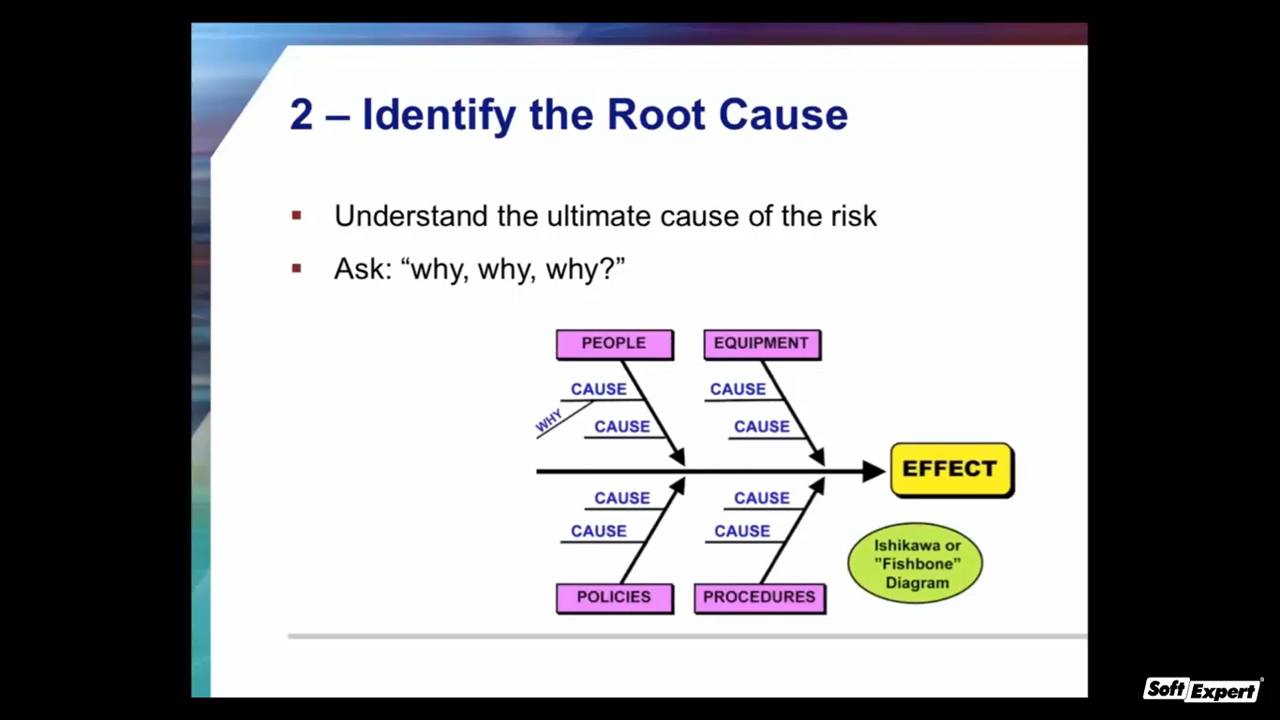 2 – Identify the Root Cause
▪ Understand the ultimate cause of the risk
▪ Ask: “why, why, why?”
PEOPLE
EQUIPMENT
CAUSE
CAUSE
WHY
CAUSE
CAUSE
EFFECT
CAUSE
CAUSE
CAUSE
CAUSE
Ishikawa or
”Fishbone”
Diagram
POLICIES
PROCEDURES
Soft Expert®